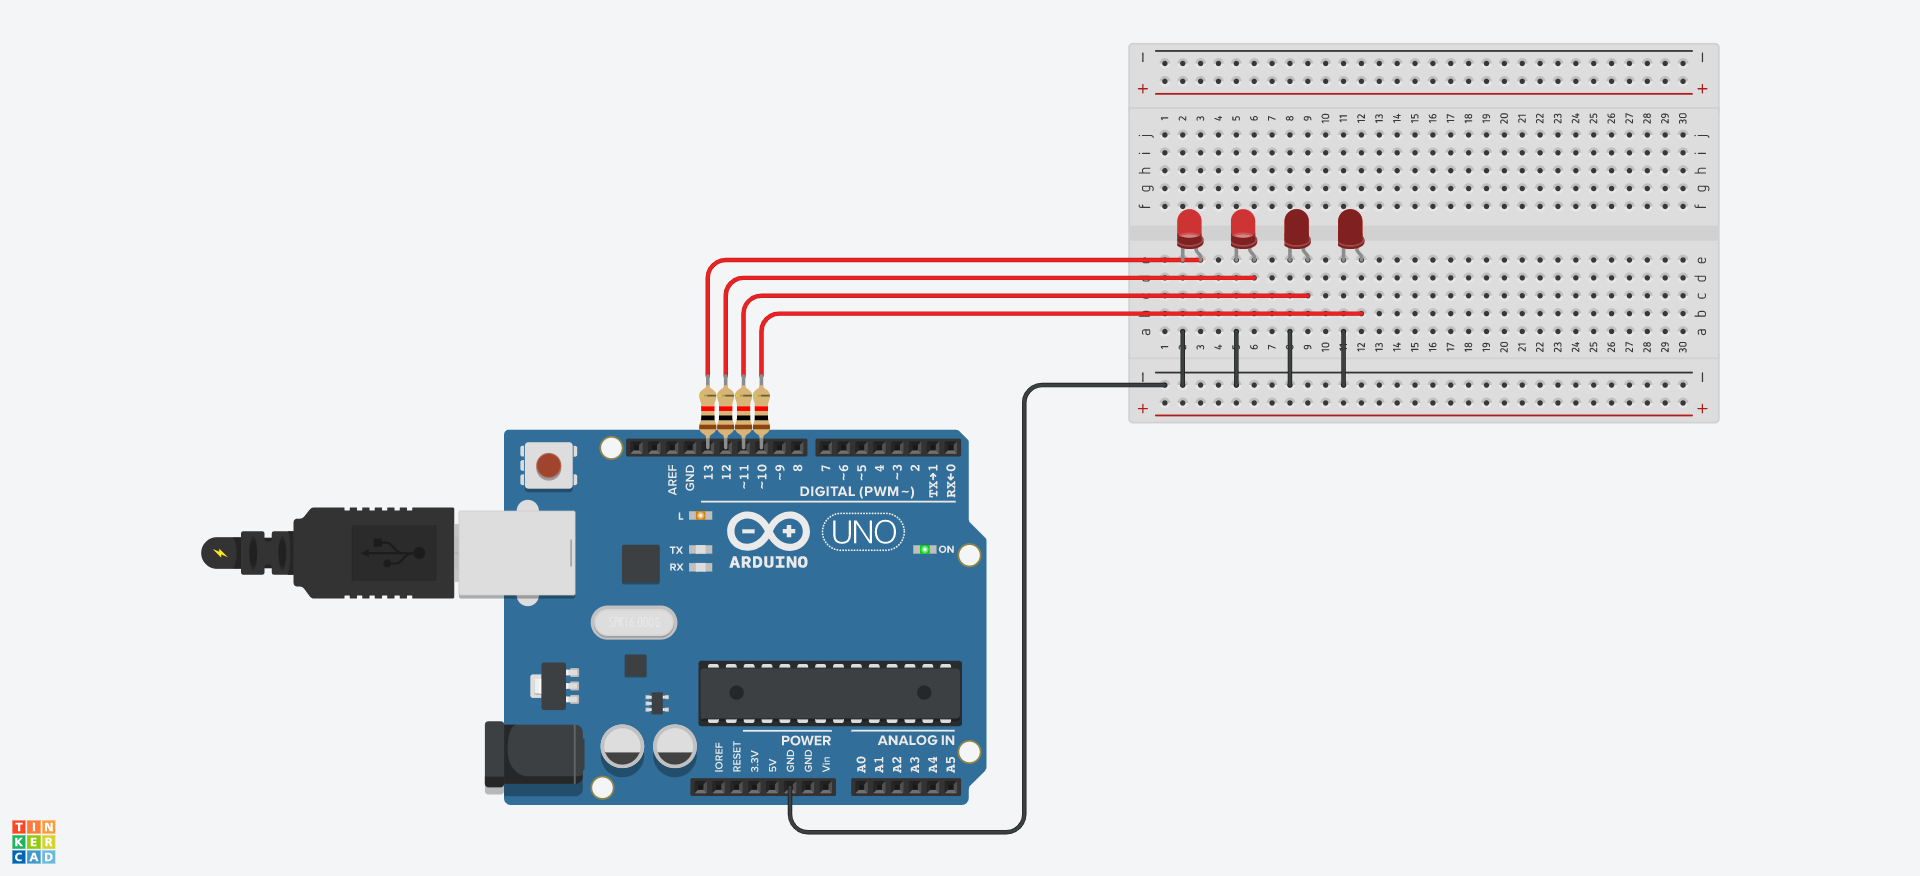 − −
+ +
1 2 3 4 5 6 7 8 9 10 11 12 13 14 15 16 17 18 19 20 21 22 23 24 25 26 27 28 29 30
j j
i i
h h
g g
f f
e
d
c
b
a a
1 3 4 6 7 9 10 12 13 14 15 16 17 18 19 20 21 22 23 24 25 26 27 28 29 30
− −
+ +
AREF GND 13 12 ~11 ~10 ~9 8 7 ~6 ~5 4 ~3 2 TX→1 RX←0
DIGITAL (PWM~)
L
UNO
TX
RX
ON
ARDUINO
SPK16.000G
POWER ANALOG IN
IOREF RESET 3.3V 5V GND GND Vin A0 A1 A2 A3 A4 A5
TIN
KER
CAD